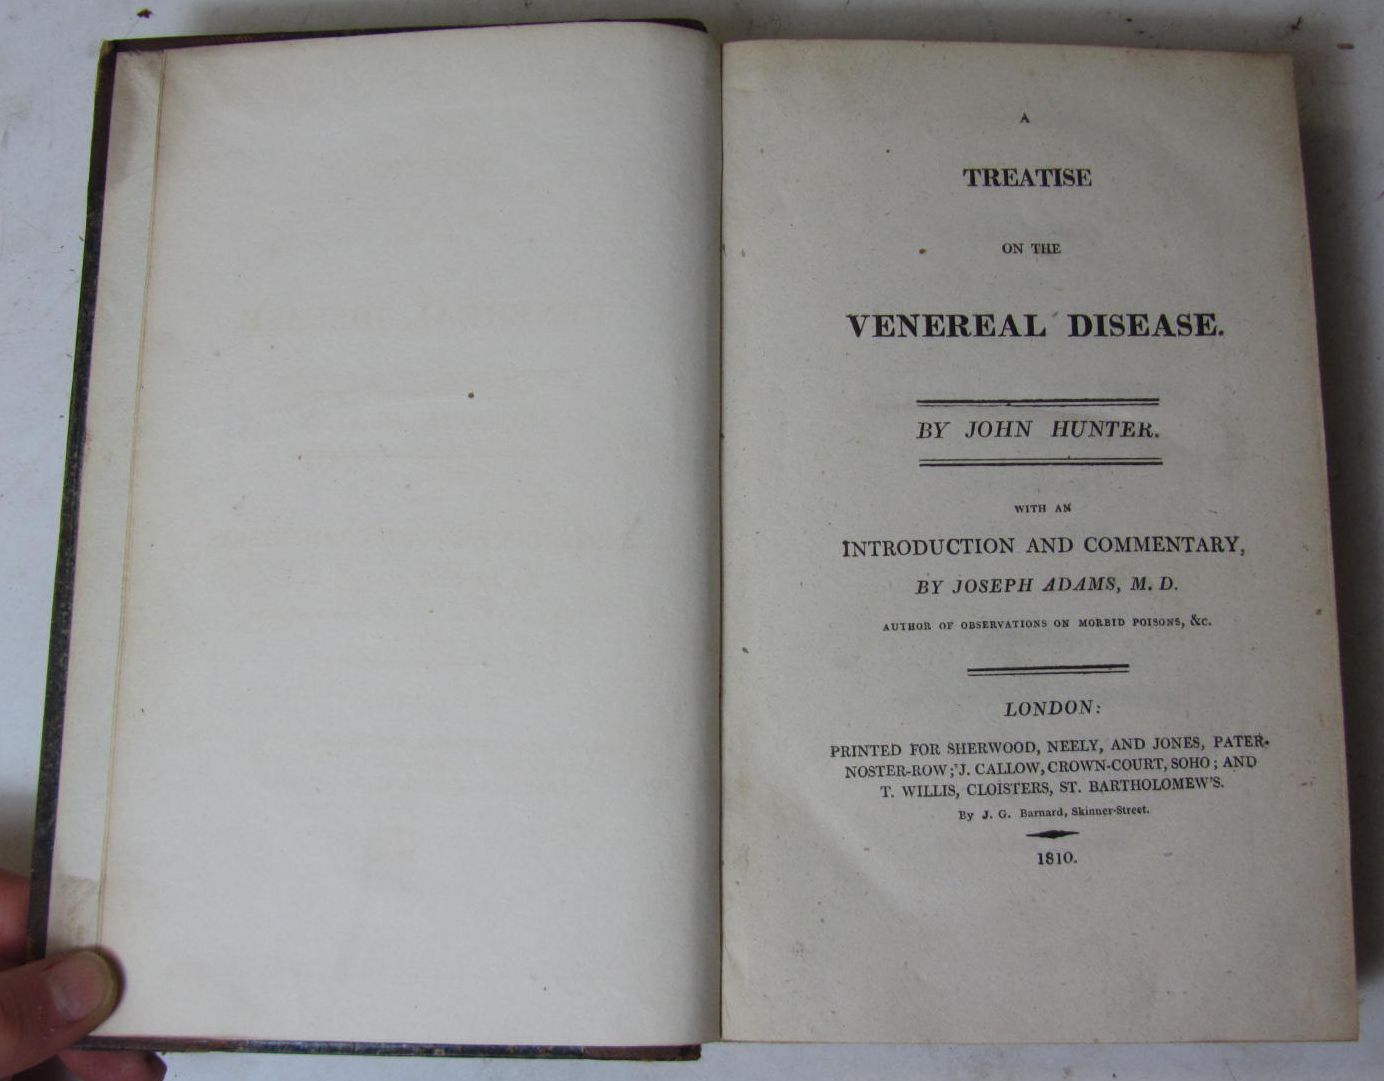 A
TREATISE
ON THE
VENEREAL DISEASE.
BY JOHN HUNTER.
WITH AN
INTRODUCTION AND COMMENTARY,
BY JOSEPH ADAMS, M. D.
AUTHOR OF OBSERVATIONS ON MORBID POISONS, &c.
LONDON:
PRINTED FOR SHERWOOD, NEELY, AND JONES, PATER-
NOSTER-ROW; J. CALLOW, CROWN-COURT, SOHO; AND
T. WILLIS, CLOISTERS, ST. BARTHOLOMEW'S.
By J. G. Barnard, Skinner-Street.
1810.